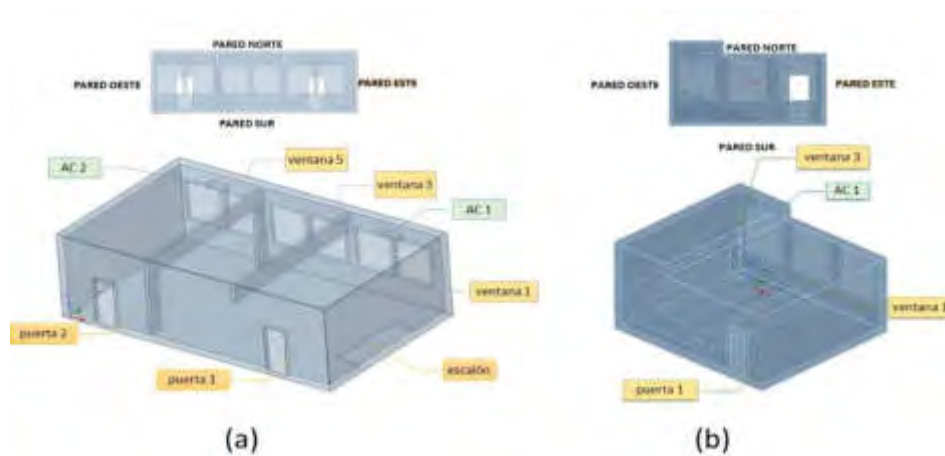 PARED NORTE
PARED OESTE
PARED ESTE
PARED SUR
AC 2
ventana 5
ventana 3
AC 1
ventana 1
puerta 2
puerta 1
escalón
(a)
PARED NORTE
PARED OESTE
PARED ESTE
PARED SUR
ventana 3
AC 1
ventana 1
puerta 1
(b)